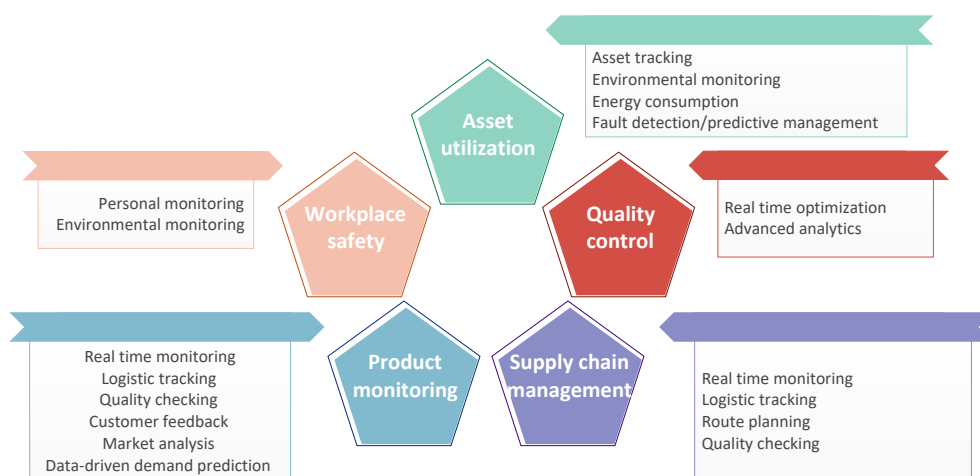 Asset tracking
Environmental monitoring
Energy consumption
Fault detection/predictive management
Asset
utilization
Personal monitoring
Environmental monitoring
Workplace
safety
Quality
control
Real time optimization
Advanced analytics
Real time monitoring
Logistic tracking
Quality checking
Customer feedback
Market analysis
Data-driven demand prediction
Product
monitoring
Supply chain
management
Real time monitoring
Logistic tracking
Route planning
Quality checking